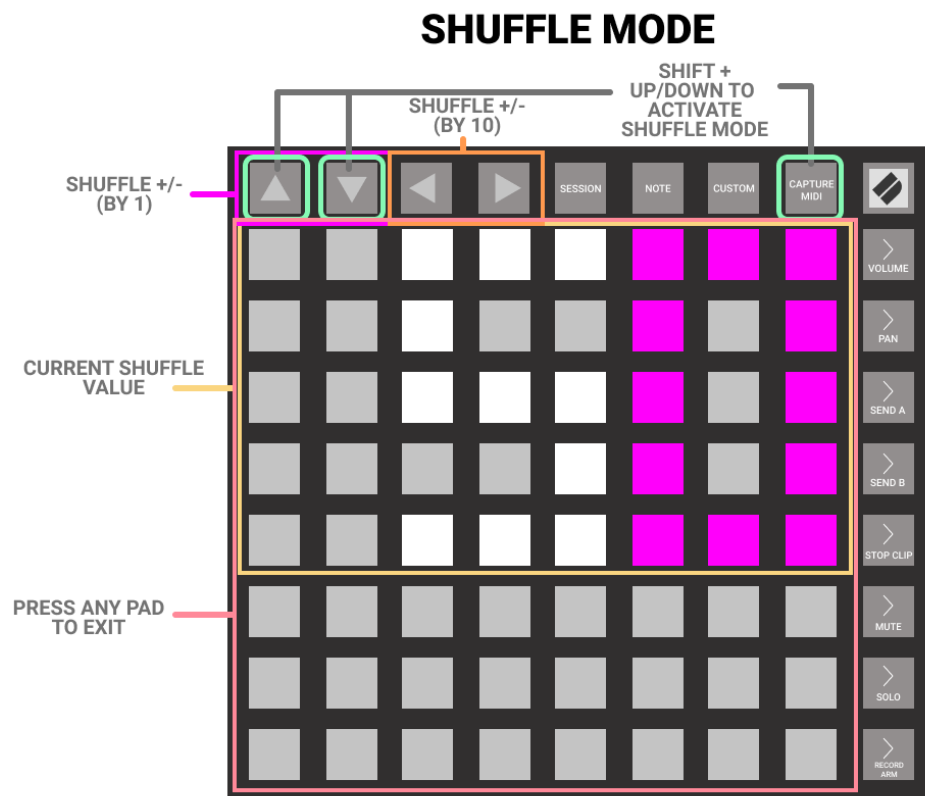 SHUFFLE MODE
SHIFT +
UP/DOWN TO
ACTIVATE
SHUFFLE MODE
SHUFFLE +/-
(BY 10)
SHUFFLE +/-
(BY 1)
SESSION
NOTE
CUSTOM
CAPTURE
MIDI
VOLUME
PAN
CURRENT SHUFFLE
VALUE
SEND A
SEND B
STOP CLIP
PRESS ANY PAD
TO EXIT
MUTE
SOLO
RECORD
ARM